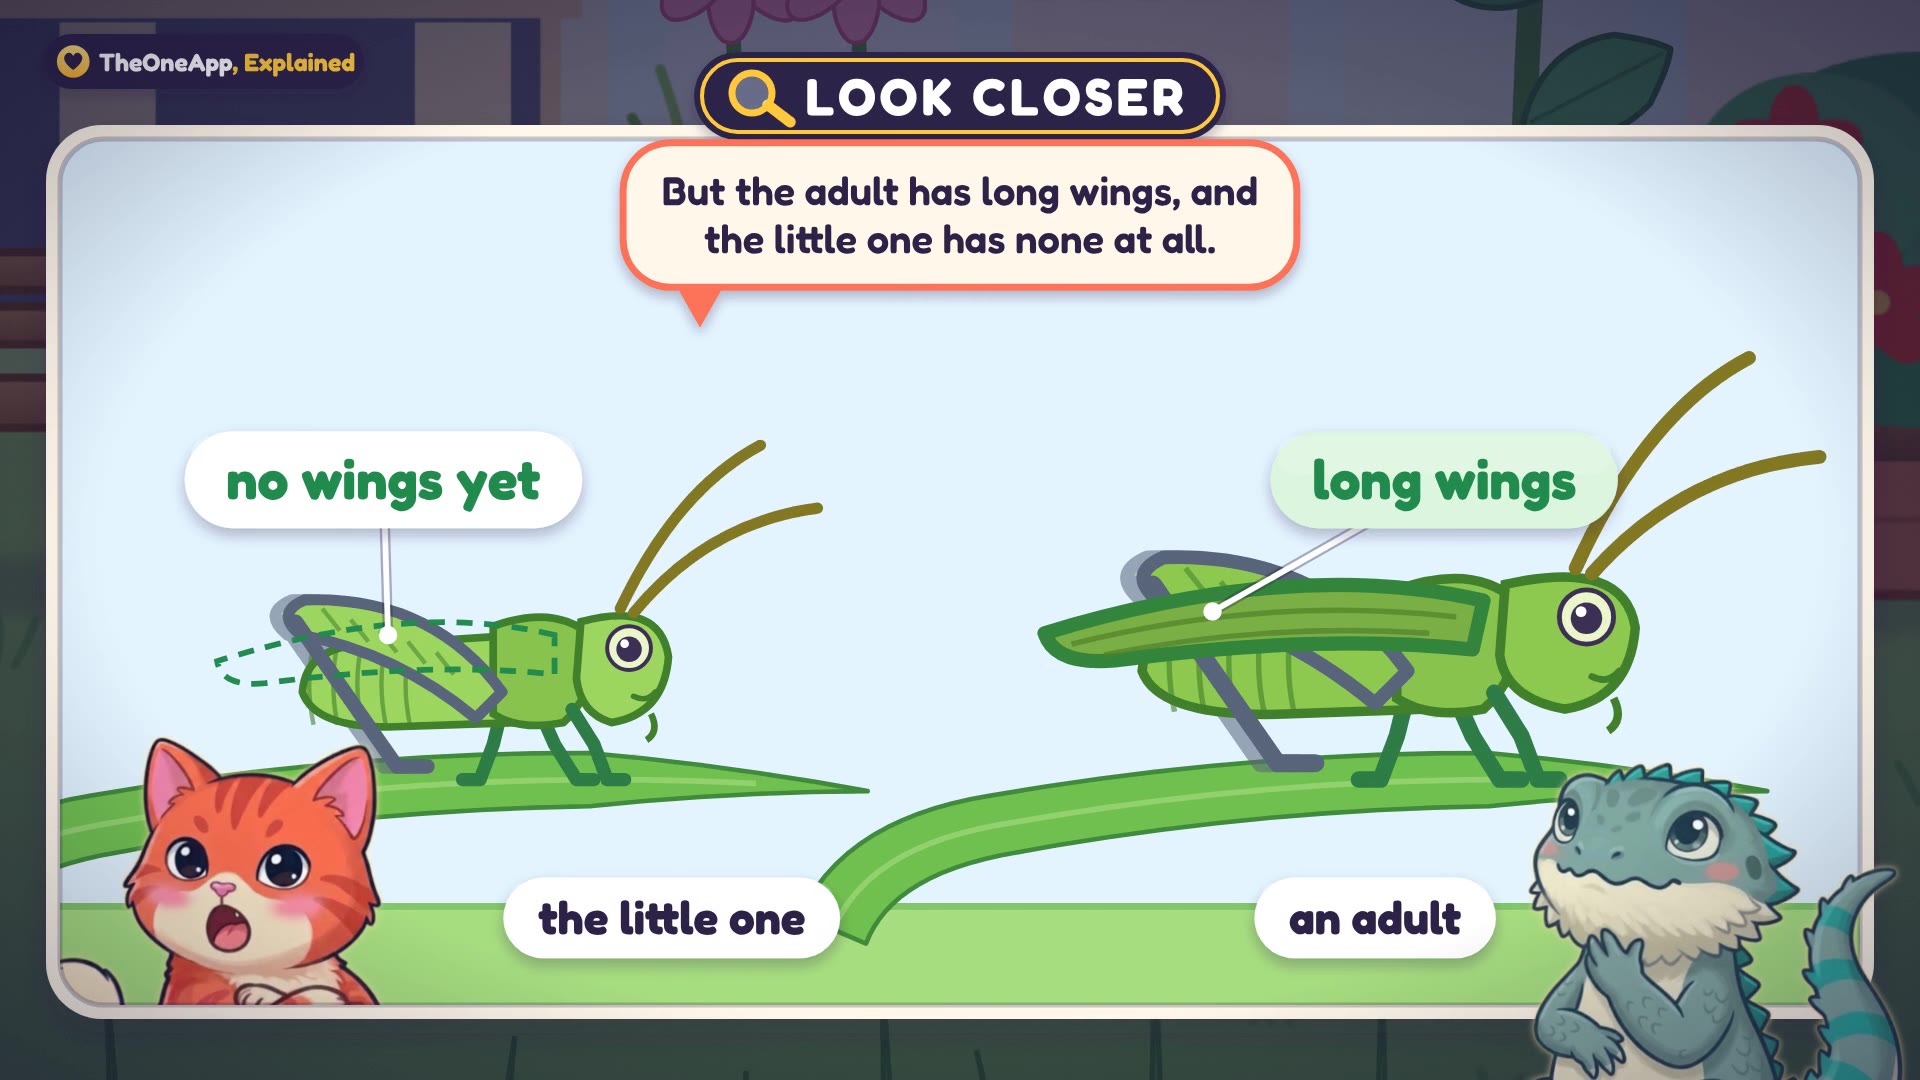 TheOneApp, Explained
LOOK CLOSER
But the adult has long wings, and
the little one has none at all.
no wings yet
long wings
the little one
an adult